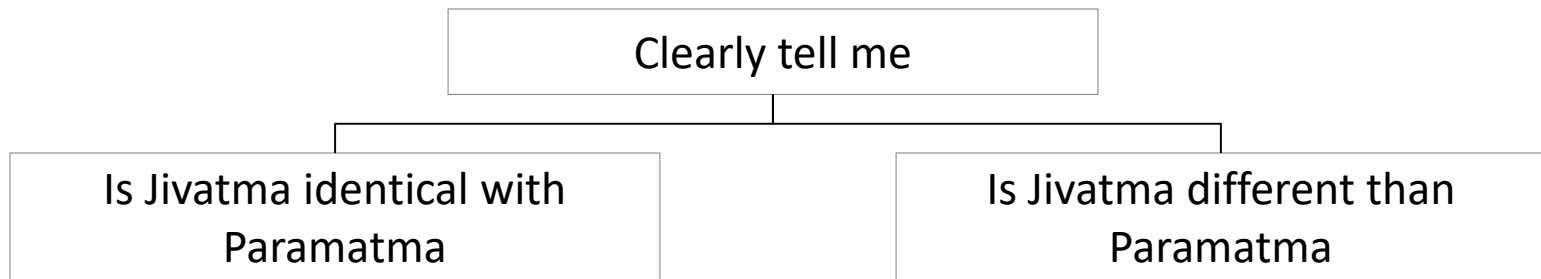 Clearly tell me
Is Jivatma identical with
Paramatma
Is Jivatma different than
Paramatma